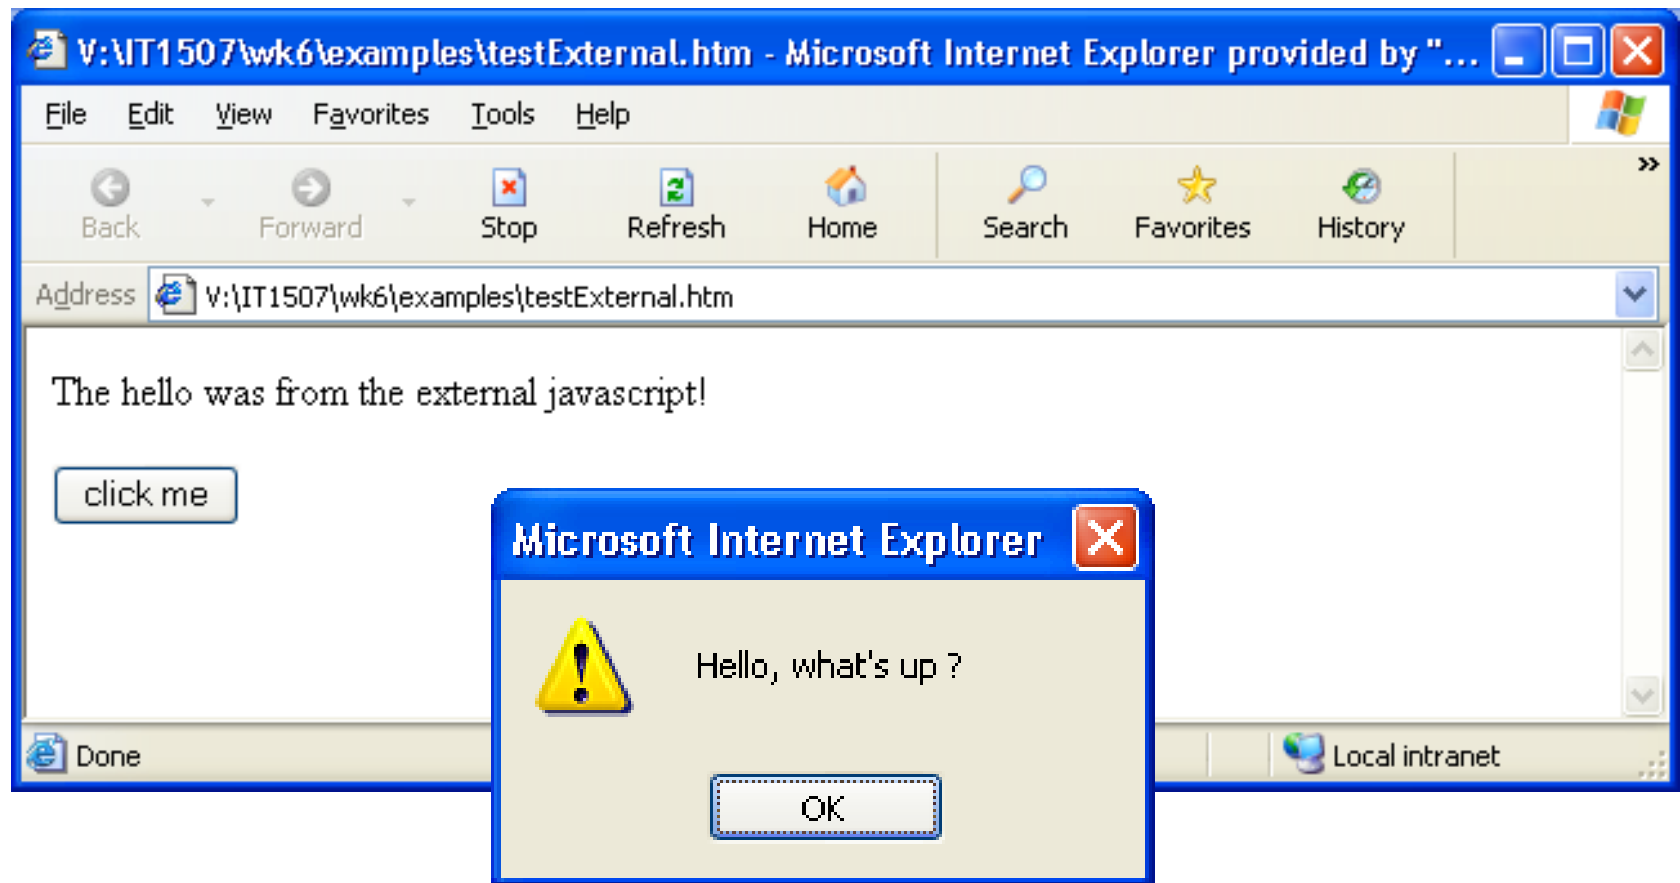 V:\IT1507\wk6\examples\testExternal.htm - Microsoft Internet Explorer provided by "...
File Edit View Favorites Tools Help
Back Forward Stop Refresh Home Search Favorites History »
Address V:\IT1507\wk6\examples\testExternal.htm
The hello was from the external javascript!
click me
Microsoft Internet Explorer
Hello, what's up ?
OK
Done Local intranet